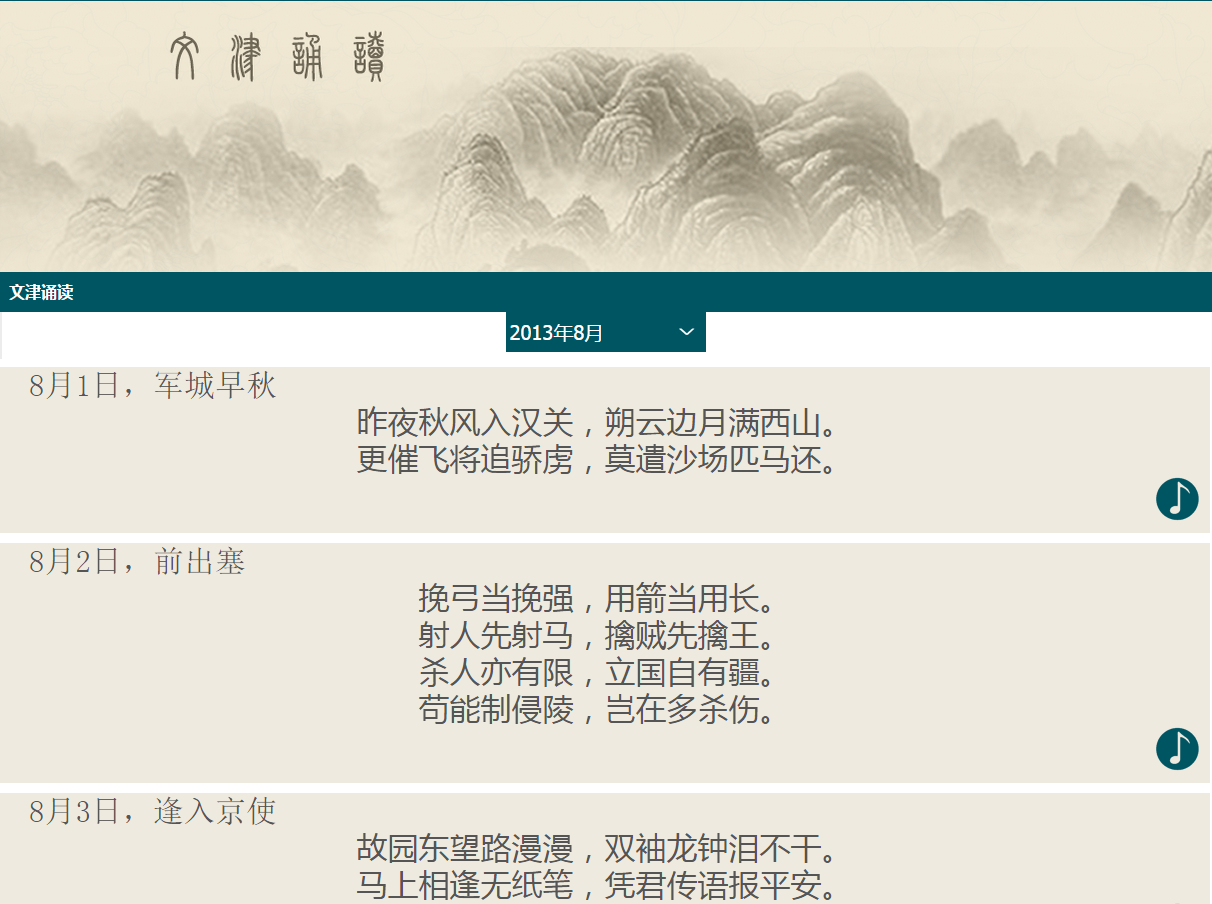 文津誦讀
文津诵读
2013年8月
8月1日，军城早秋
昨夜秋风入汉关，朔云边月满西山。
更催飞将追骄虏，莫遣沙场匹马还。
8月2日，前出塞
挽弓当挽强，用箭当用长。
射人先射马，擒贼先擒王。
杀人亦有限，立国自有疆。
苟能制侵陵，岂在多杀伤。
8月3日，逢入京使
故园东望路漫漫，双袖龙钟泪不干。
马上相逢无纸笔，凭君传语报平安。